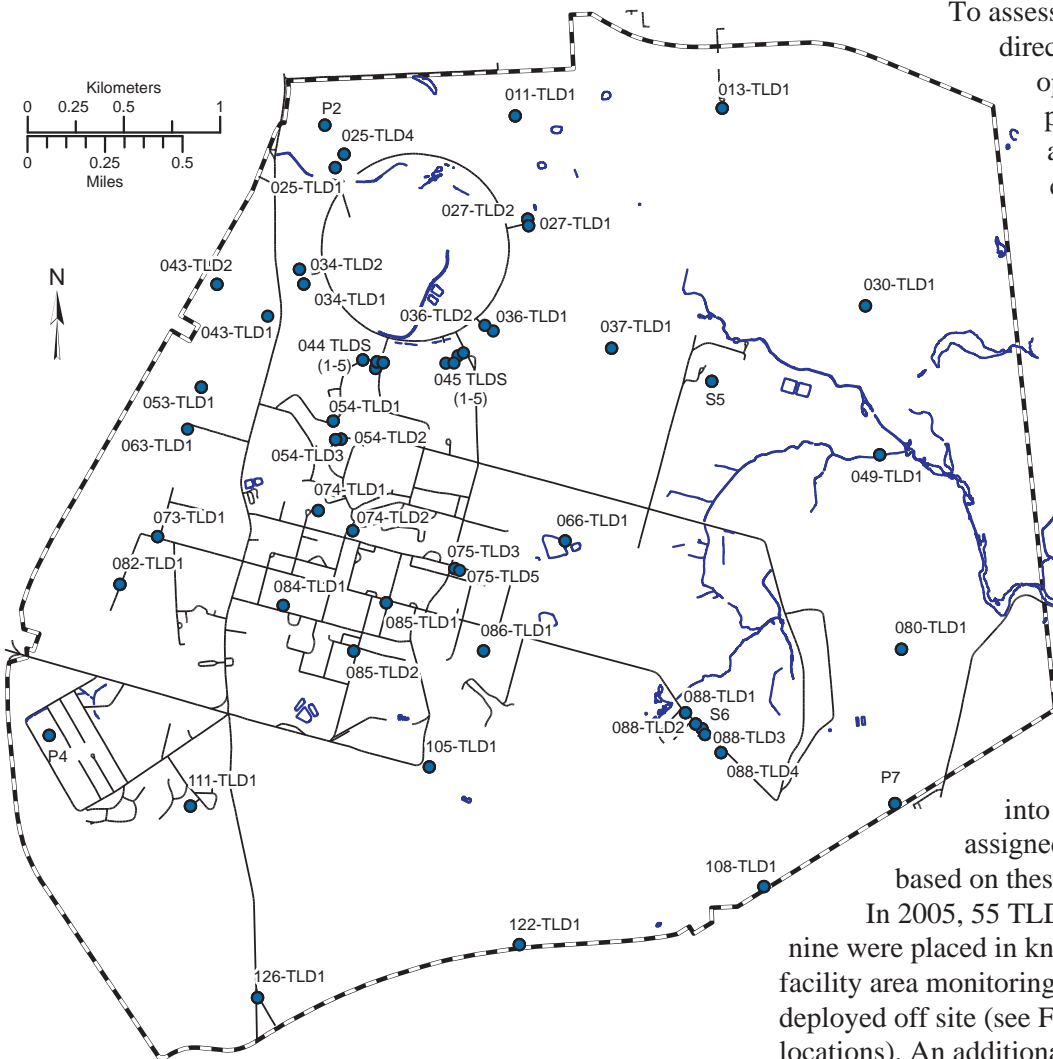 To assess
direc
op
p
a
Kilometers
0 0.25 0.5 1
0 0.25 0.5
Miles
P2
025-TLD4
025-TLD1
011-TLD1
013-TLD1
027-TLD2
027-TLD1
N
043-TLD2
034-TLD2
034-TLD1
043-TLD1
036-TLD2
036-TLD1
037-TLD1
030-TLD1
044 TLDS
(1-5)
045 TLDS
(1-5)
S5
053-TLD1
063-TLD1
054-TLD1
054-TLD2
054-TLD3
049-TLD1
074-TLD1
074-TLD2
073-TLD1
066-TLD1
075-TLD3
075-TLD5
082-TLD1
084-TLD1
085-TLD1
086-TLD1
085-TLD2
080-TLD1
088-TLD1
S6
088-TLD2
088-TLD3
088-TLD4
P4
105-TLD1
111-TLD1
P7
108-TLD1
122-TLD1
126-TLD1
into
assigned
based on thes
In 2005, 55 TLD
nine were placed in kn
facility area monitoring
deployed off site (see F
locations). An additiona